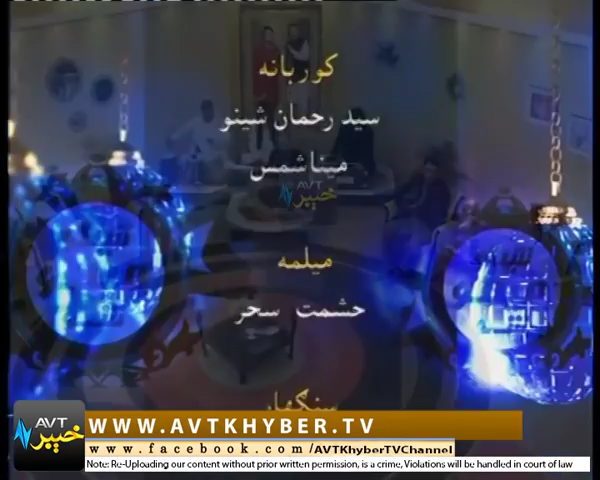 کوربانه
سید رحمان شینو
میناشمس
AVT
خیبر
میلمه
حشمت سحر
سنګهار
AVT
خیبر
WWW.AVTKHYBER.TV
www.facebook.com/AVTKhyberTVChannel
Note: Re-Uploading our content without prior written permission, is a crime, Violations will be handled in court of law